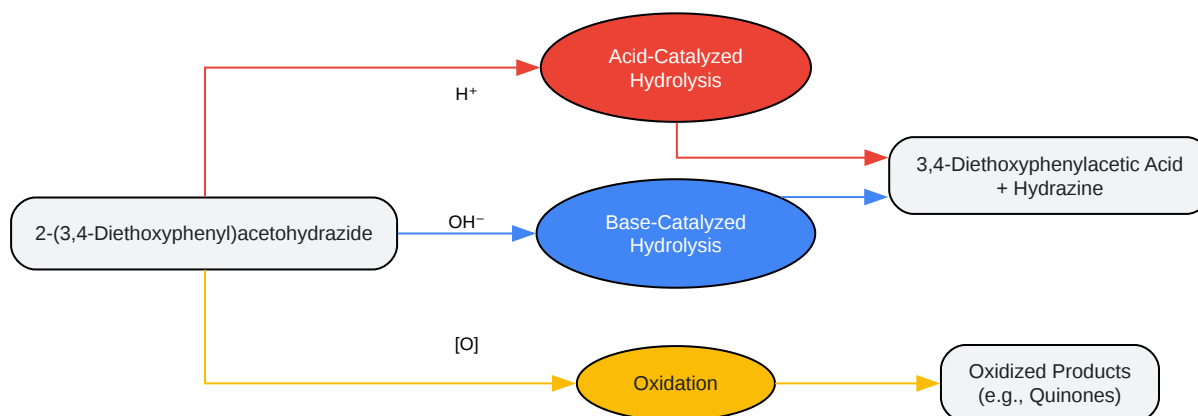 Acid-Catalyzed
Hydrolysis
H⁺
3,4-Diethoxyphenylacetic Acid
+ Hydrazine
2-(3,4-Diethoxyphenyl)acetohydrazide
OH⁻
Base-Catalyzed
Hydrolysis
[O]
Oxidation
Oxidized Products
(e.g., Quinones)